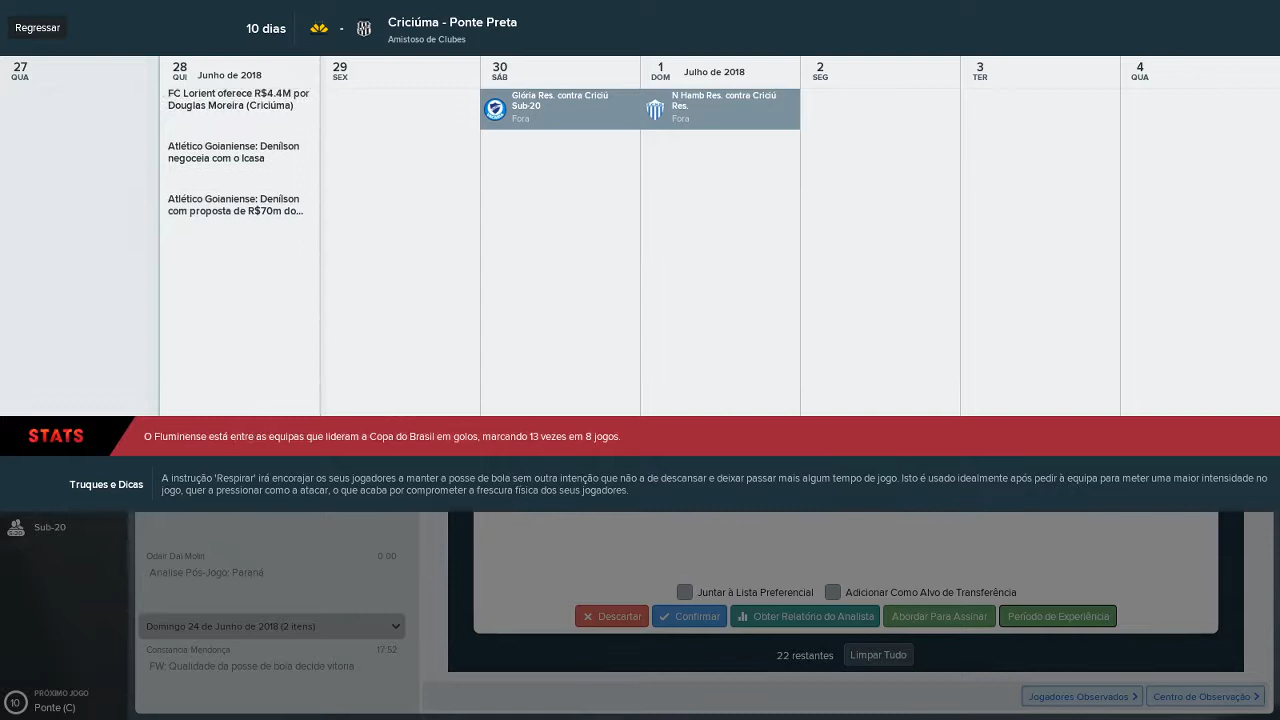 Regressar
10 dias
-
Criciúma - Ponte Preta
Amistoso de Clubes
27
QUA
28
QUI
Junho de 2018
29
SEX
30
SÁB
1
DOM
Julho de 2018
2
SEG
3
TER
4
QUA
FC Lorient oferece R$4.4M por
Douglas Moreira (Criciúma)
Atlético Goianiense: Denílson
negoceia com o Icasa
Atlético Goianiense: Denílson
com proposta de R$70m do...
Glória Res. contra Criciú
Sub-20
Fora
N Hamb Res. contra Criciú
Res.
Fora
STATS
O Fluminense está entre as equipas que lideram a Copa do Brasil em golos, marcando 13 vezes em 8 jogos.
Truques e Dicas
A instrução 'Respirar' irá encorajar os seus jogadores a manter a posse de bola sem outra intenção que não a de descansar e deixar passar mais algum tempo de jogo. Isto é usado idealmente após pedir à equipa para meter uma maior intensidade no
jogo, quer a pressionar como a atacar, o que acaba por comprometer a frescura física dos seus jogadores.
Sub-20
Odair Dal Molin
0 00
Analise Pós-Jogo: Paraná
Domingo 24 de Junho de 2018 (2 itens)
Constancia Mendonça
17:52
FW: Qualidade da posse de bola decide vitoria
Juntar à Lista Preferencial
Adicionar Como Alvo de Transferência
Descartar
Confirmar
Obter Relatório do Analista
Abordar Para Assinar
Período de Experiência
22 restantes
Limpar Tudo
10
PRÓXIMO JOGO
Ponte (C)
Jogadores Observados
Centro de Observação